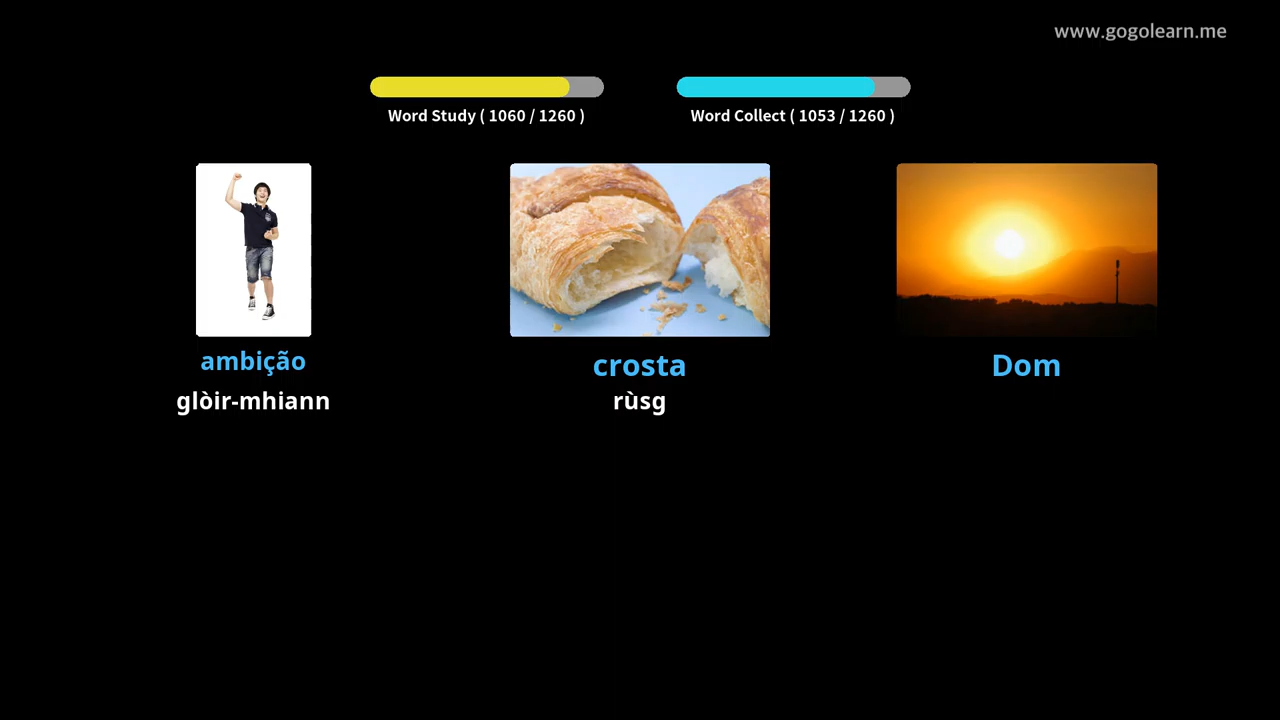 www.gogolearn.me
Word Study ( 1060 / 1260 )
Word Collect ( 1053 / 1260 )
ambição
crosta
Dom
glòir-mhiann
rùsg